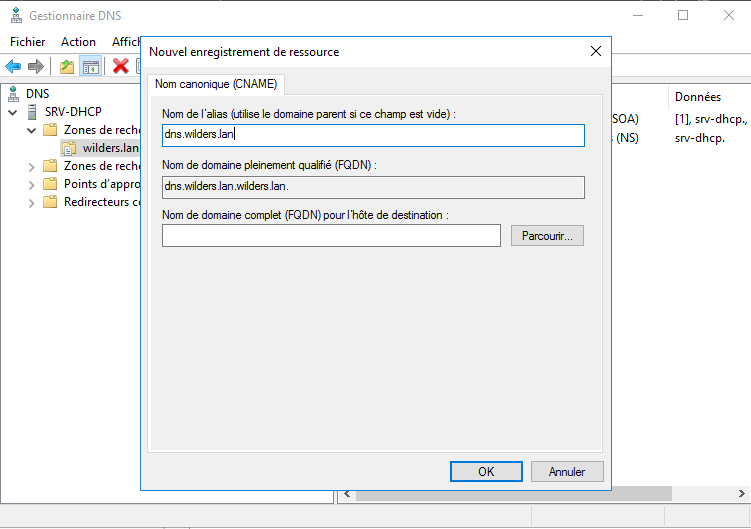 Gestionnaire DNS
Fichier Action Affich
Nouvel enregistrement de ressource
Nom canonique (CNAME)
DNS
SRV-DHCP
Zones de reche
wilders.lan
Zones de reche
Points d'appro
Redirecteurs co
Nom de l'alias (utilise le domaine parent si ce champ est vide) :
dns.wilders.lan
Nom de domaine pleinement qualifié (FQDN) :
dns.wilders.lan.wilders.lan.
Nom de domaine complet (FQDN) pour l'hôte de destination :
Parcourir...
OK Annuler
Données
SOA) [1], srv-dhcp.,
(NS) srv-dhcp.